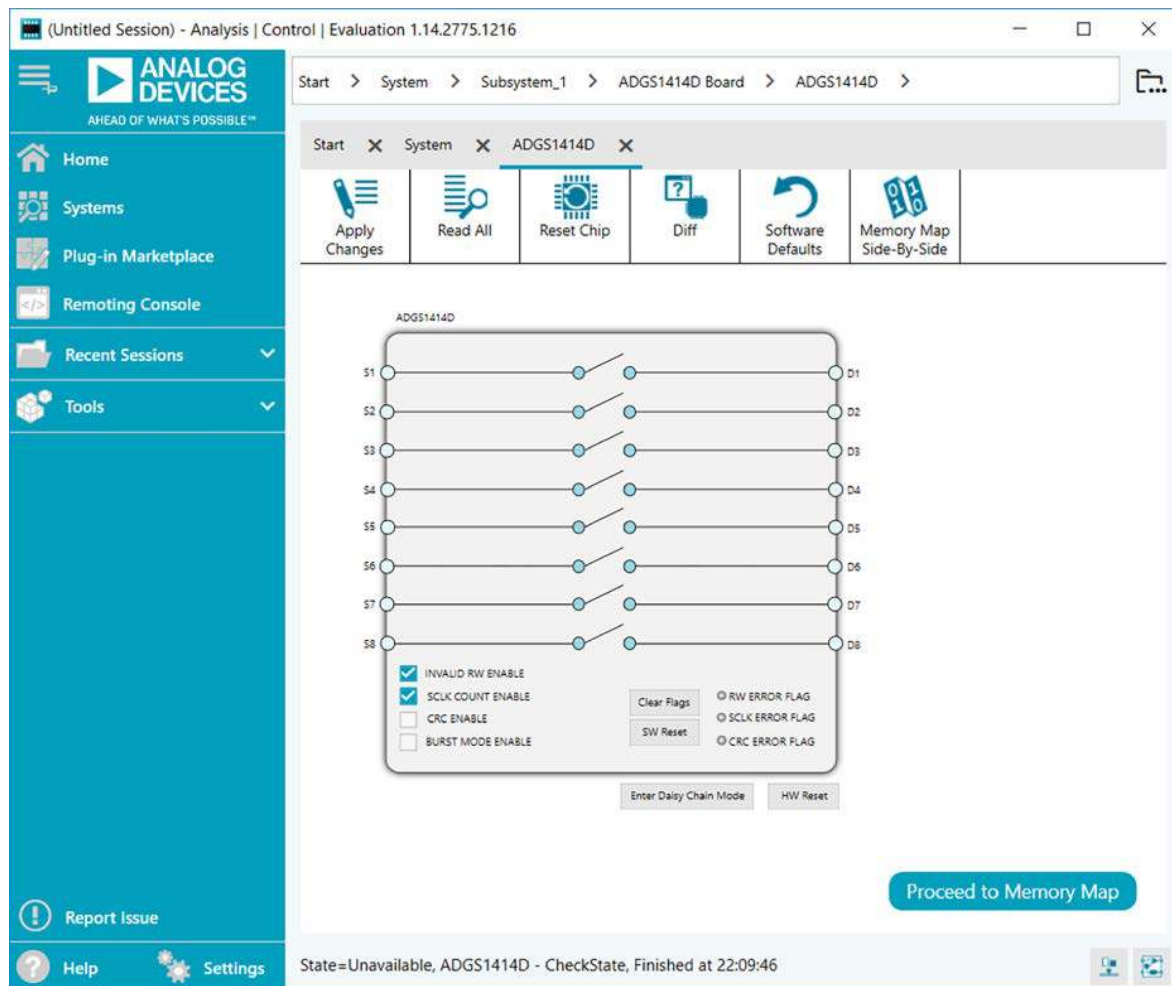 (Untitled Session) - Analysis | Control | Evaluation 1.14.2775.1216
ANALOG
DEVICES
AHEAD OF WHAT'S POSSIBLE™
Start > System > Subsystem_1 > ADGS1414D Board > ADGS1414D >
Home
Systems
Plug-in Marketplace
Remoting Console
Recent Sessions
Tools
Start
System
ADGS1414D
Apply
Changes
Read All
Reset Chip
Diff
Software
Defaults
Memory Map
Side-By-Side
ADGS1414D
S1 D1
S2 D2
S3 D3
S4 D4
S5 D5
S6 D6
S7 D7
S8 D8
INVALID RW ENABLE
SCLK COUNT ENABLE
CRC ENABLE
BURST MODE ENABLE
Clear Flags
SW Reset
RW ERROR FLAG
SCLK ERROR FLAG
CRC ERROR FLAG
Enter Daisy Chain Mode
HW Reset
Proceed to Memory Map
Report Issue
Help
Settings
State=Unavailable, ADGS1414D - CheckState, Finished at 22:09:46